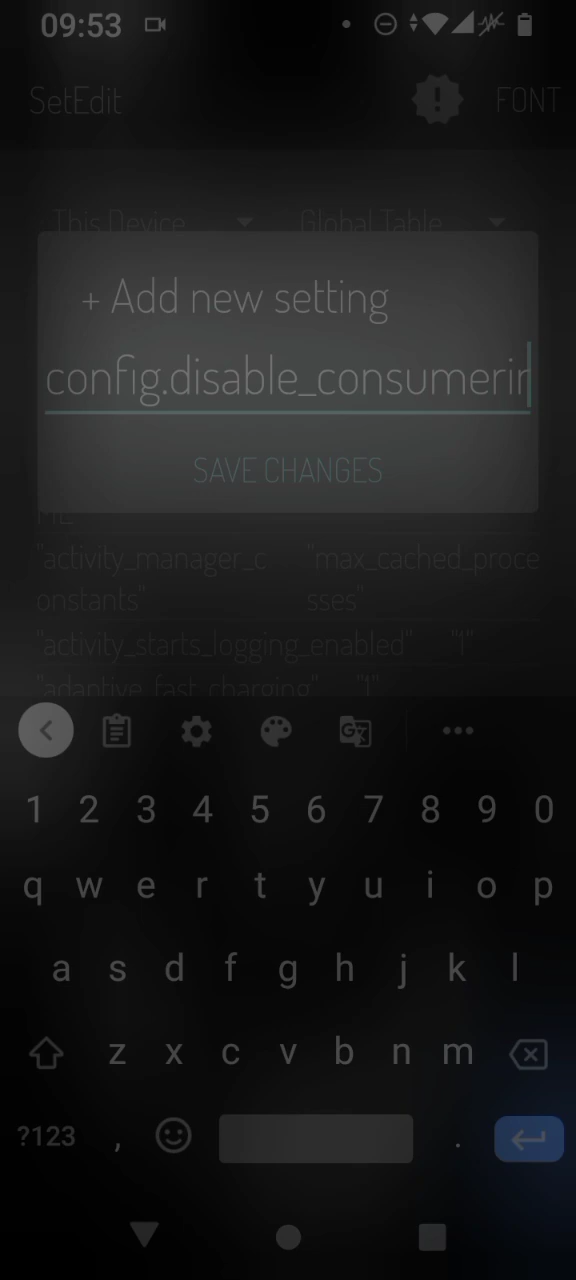 09:53
SetEdit FONT
This Device Global Table
+ Add new setting
config.disable_consumerir
SAVE CHANGES
"activity_manager_c "max_cached_proce
onstants" sses"
"activity_starts_logging_enabled" "1"
"adaptive_fast_charging" "1"
1 2 3 4 5 6 7 8 9 0
q w e r t y u i o p
a s d f g h j k l
z x c v b n m
?123 , .